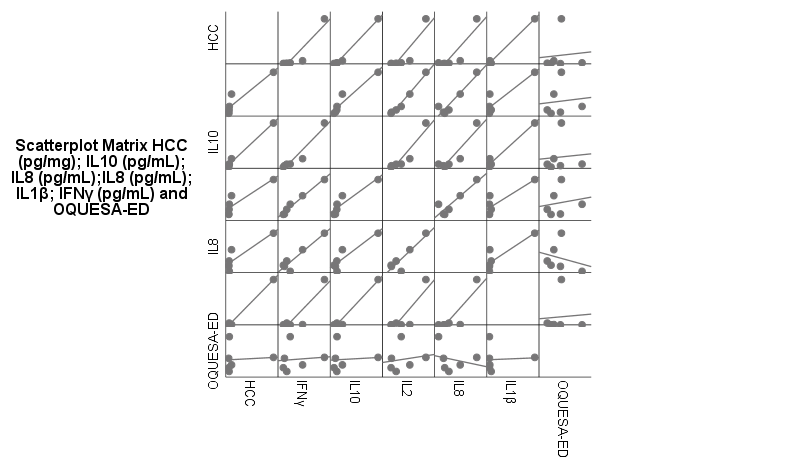 HCC
IL10
IL8
OQUESA-ED
Scatterplot Matrix HCC
(pg/mg); IL10 (pg/mL);
IL8 (pg/mL);IL8 (pg/mL);
IL1β; IFNγ (pg/mL) and
OQUESA-ED
HCC
IFNγ
IL10
IL2
IL8
IL1β
OQUESA-ED